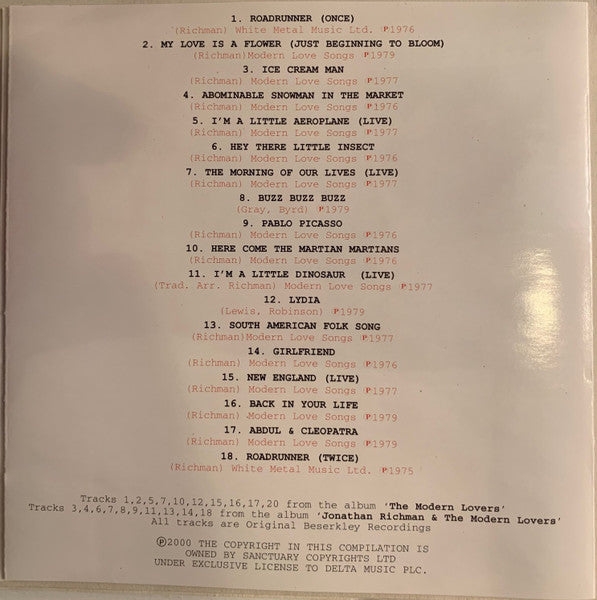 1. ROADRUNNER (ONCE)
(Richman) White Metal Music Ltd. ℗1976
2. MY LOVE IS A FLOWER (JUST BEGINNING TO BLOOM)
(Richman)Modern Love Songs ℗1979
3. ICE CREAM MAN
(Richman) Modern Love Songs ℗1977
4. ABOMINABLE SNOWMAN IN THE MARKET
(Richman) Modern Love Songs ℗1976
5. I'M A LITTLE AEROPLANE (LIVE)
(Richman) Modern Love Songs ℗1977
6. HEY THERE LITTLE INSECT
(Richman) Modern Love Songs ℗1976
7. THE MORNING OF OUR LIVES (LIVE)
(Richman) Modern Love Songs ℗1977
8. BUZZ BUZZ BUZZ
(Gray, Byrd) ℗1979
9. PABLO PICASSO
(Richman) Modern Love Songs ℗1976
10. HERE COME THE MARTIAN MARTIANS
(Richman) Modern Love Songs ℗1976
11. I'M A LITTLE DINOSAUR (LIVE)
(Trad. Arr. Richman) Modern Love Songs ℗1977
12. LYDIA
(Lewis, Robinson) ℗1979
13. SOUTH AMERICAN FOLK SONG
(Richman)Modern Love Songs ℗1977
14. GIRLFRIEND
(Richman) Modern Love Songs ℗1976
15. NEW ENGLAND (LIVE)
(Richman) Modern Love Songs ℗1977
16. BACK IN YOUR LIFE
(Richman) Modern Love Songs ℗1979
17. ABDUL & CLEOPATRA
(Richman) Modern Love Songs ℗1979
18. ROADRUNNER (TWICE)
(Richman) White Metal Music Ltd. ℗1975
Tracks 1,2,5,7,10,12,15,16,17,20 from the album 'The Modern Lovers'
Tracks 3,4,6,7,8,9,11,13,14,18 from the album 'Jonathan Richman & The Modern Lovers'
All tracks are Original Beserkley Recordings
℗2000 THE COPYRIGHT IN THIS COMPILATION IS
OWNED BY SANCTUARY COPYRIGHTS LTD
UNDER EXCLUSIVE LICENSE TO DELTA MUSIC PLC.